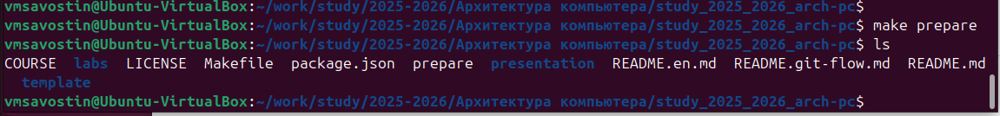 vmsavostin@Ubuntu-VirtualBox:~/work/study/2025-2026/Архитектура компьютера/study_2025_2026_arch-pc$
vmsavostin@Ubuntu-VirtualBox:~/work/study/2025-2026/Архитектура компьютера/study_2025_2026_arch-pc$ make prepare
vmsavostin@Ubuntu-VirtualBox:~/work/study/2025-2026/Архитектура компьютера/study_2025_2026_arch-pc$ ls
COURSE  labs  LICENSE  Makefile  package.json  prepare  presentation  README.en.md  README.git-flow.md  README.md
template
vmsavostin@Ubuntu-VirtualBox:~/work/study/2025-2026/Архитектура компьютера/study_2025_2026_arch-pc$